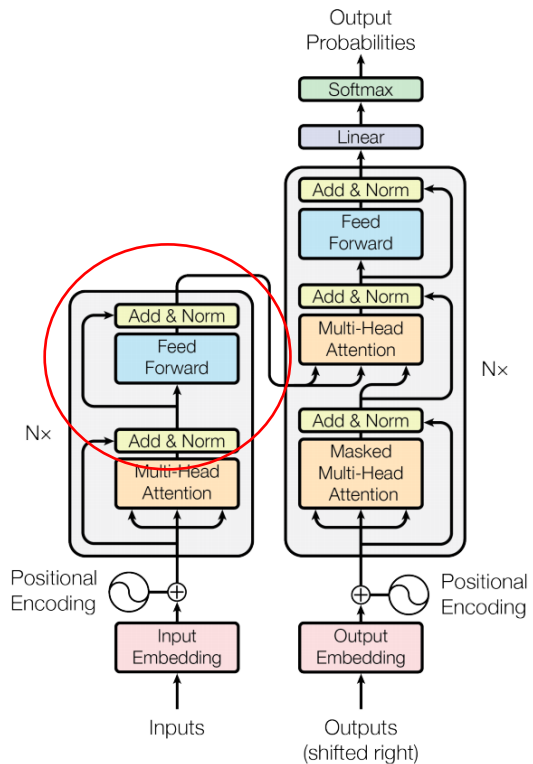 Output
Probabilities
Softmax
Linear
Add & Norm
Feed
Forward
Add & Norm
Multi-Head
Attention
Add & Norm
Masked
Multi-Head
Attention
N×
Add & Norm
Feed
Forward
Add & Norm
Multi-Head
Attention
N×
Positional
Encoding
Positional
Encoding
Input
Embedding
Output
Embedding
Inputs
Outputs
(shifted right)